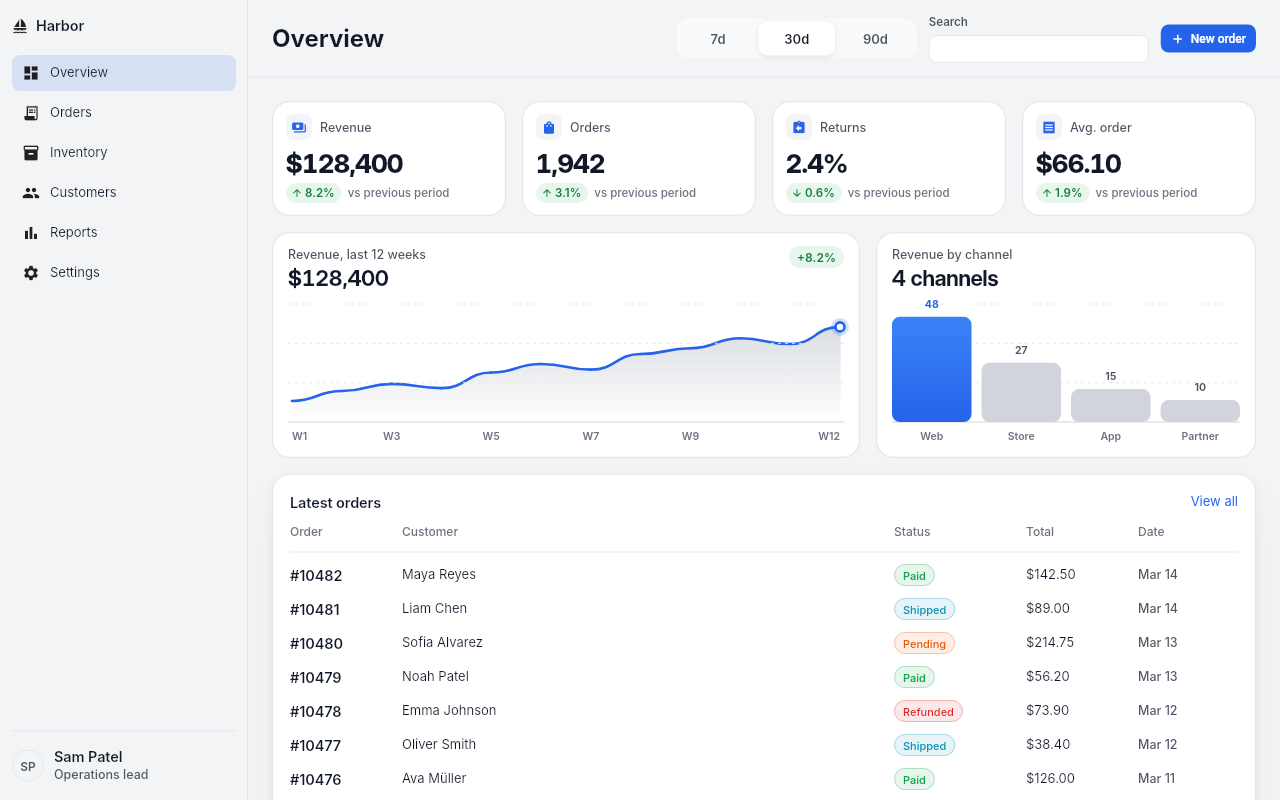 Harbor
Overview
Orders
Inventory
Customers
Reports
Settings
SP
Sam Patel
Operations lead
Overview
7d 30d 90d
Search
New order
Revenue
$128,400
8.2% vs previous period
Orders
1,942
3.1% vs previous period
Returns
2.4%
0.6% vs previous period
Avg. order
$66.10
1.9% vs previous period
Revenue, last 12 weeks
$128,400
+8.2%
W1 W3 W5 W7 W9 W12
Revenue by channel
4 channels
48 27 15 10
Web Store App Partner
Latest orders
View all
Order Customer Status Total Date
#10482 Maya Reyes Paid $142.50 Mar 14
#10481 Liam Chen Shipped $89.00 Mar 14
#10480 Sofia Alvarez Pending $214.75 Mar 13
#10479 Noah Patel Paid $56.20 Mar 13
#10478 Emma Johnson Refunded $73.90 Mar 12
#10477 Oliver Smith Shipped $38.40 Mar 12
#10476 Ava Müller Paid $126.00 Mar 11